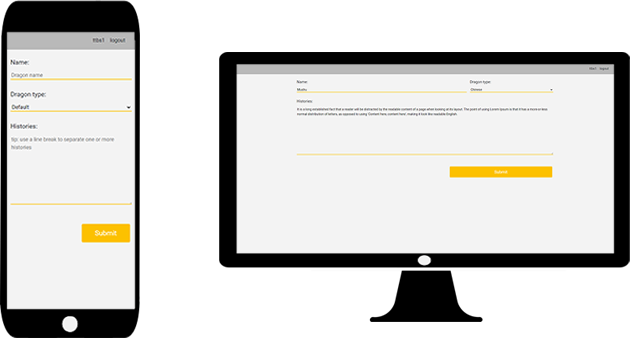 ttba1 logout
Name:
Dragon name
Dragon type:
Default
Histories:
tip: use a line break to separate one or more
histories
Submit
ttba1 logout
Name: Dragon type:
Mushu Chinese
Histories:
It is a long established fact that a reader will be distracted by the readable content of a page when looking at its layout. The point of using Lorem Ipsum is that it has a more-or-less
normal distribution of letters, as opposed to using 'Content here, content here', making it look like readable English.
Submit